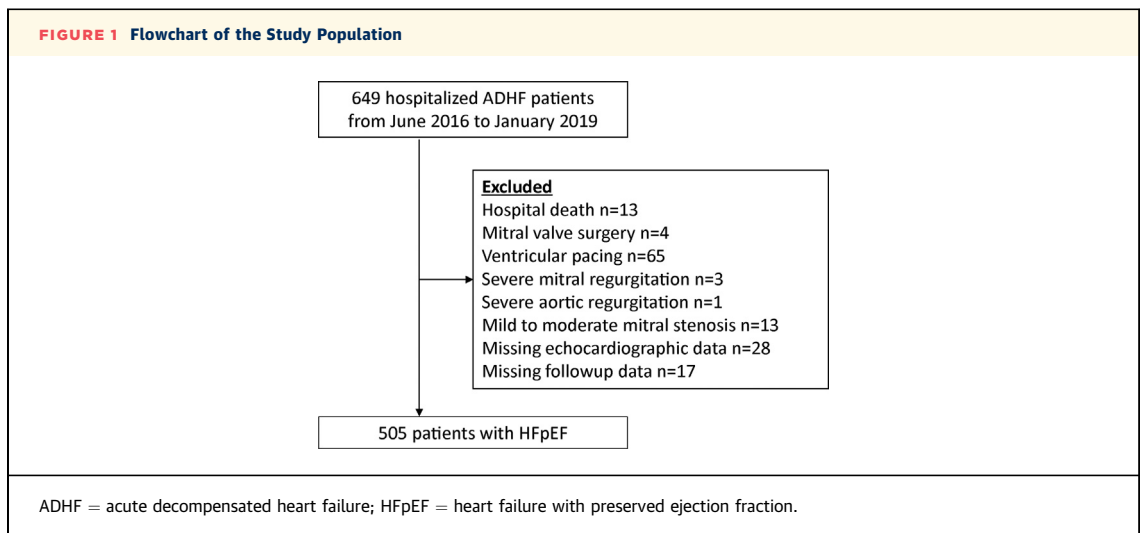 FIGURE 1 Flowchart of the Study Population
649 hospitalized ADHF patients
from June 2016 to January 2019
Excluded
Hospital death n=13
Mitral valve surgery n=4
Ventricular pacing n=65
Severe mitral regurgitation n=3
Severe aortic regurgitation n=1
Mild to moderate mitral stenosis n=13
Missing echocardiographic data n=28
Missing followup data n=17
505 patients with HFpEF
ADHF = acute decompensated heart failure; HFpEF = heart failure with preserved ejection fraction.